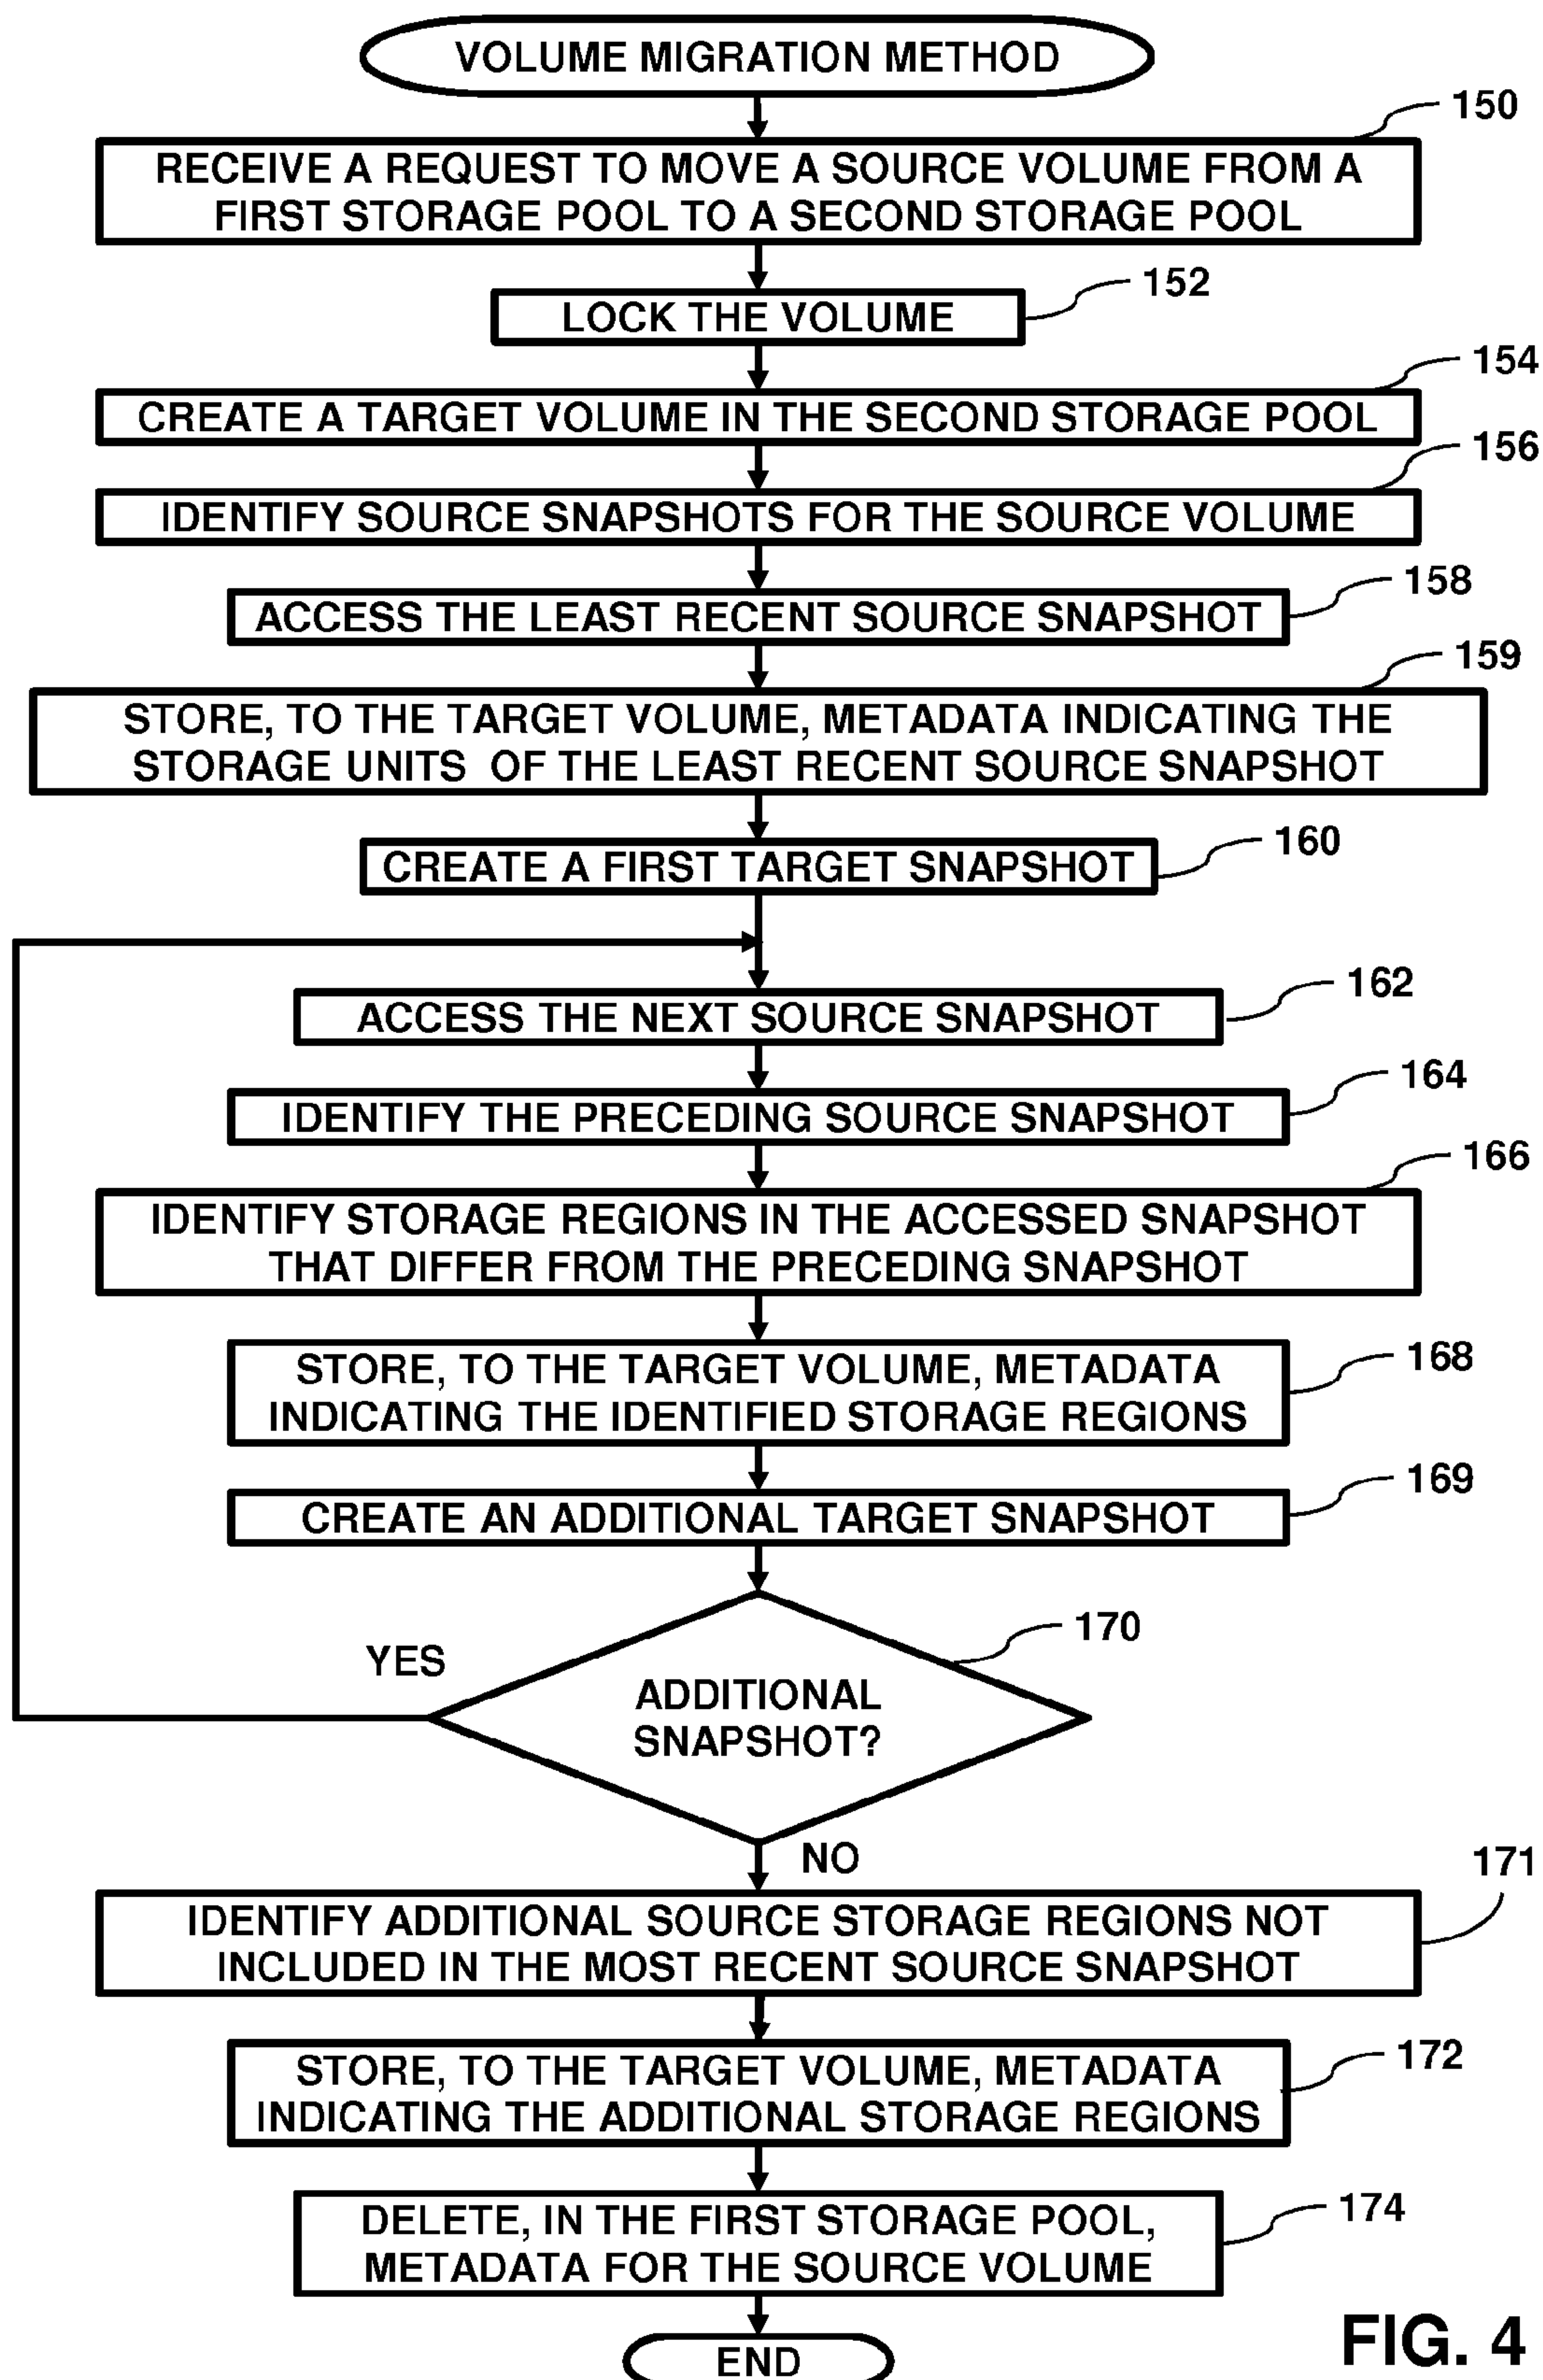 VOLUME MIGRATION METHOD
150
RECEIVE A REQUEST TO MOVE A SOURCE VOLUME FROM A
FIRST STORAGE POOL TO A SECOND STORAGE POOL
152
LOCK THE VOLUME
154
CREATE A TARGET VOLUME IN THE SECOND STORAGE POOL
156
IDENTIFY SOURCE SNAPSHOTS FOR THE SOURCE VOLUME
158
ACCESS THE LEAST RECENT SOURCE SNAPSHOT
159
STORE, TO THE TARGET VOLUME, METADATA INDICATING THE
STORAGE UNITS OF THE LEAST RECENT SOURCE SNAPSHOT
160
CREATE A FIRST TARGET SNAPSHOT
162
ACCESS THE NEXT SOURCE SNAPSHOT
164
IDENTIFY THE PRECEDING SOURCE SNAPSHOT
166
IDENTIFY STORAGE REGIONS IN THE ACCESSED SNAPSHOT
THAT DIFFER FROM THE PRECEDING SNAPSHOT
168
STORE, TO THE TARGET VOLUME, METADATA
INDICATING THE IDENTIFIED STORAGE REGIONS
169
CREATE AN ADDITIONAL TARGET SNAPSHOT
170
YES
ADDITIONAL
SNAPSHOT?
NO
171
IDENTIFY ADDITIONAL SOURCE STORAGE REGIONS NOT
INCLUDED IN THE MOST RECENT SOURCE SNAPSHOT
172
STORE, TO THE TARGET VOLUME, METADATA
INDICATING THE ADDITIONAL STORAGE REGIONS
174
DELETE, IN THE FIRST STORAGE POOL,
METADATA FOR THE SOURCE VOLUME
END
FIG. 4